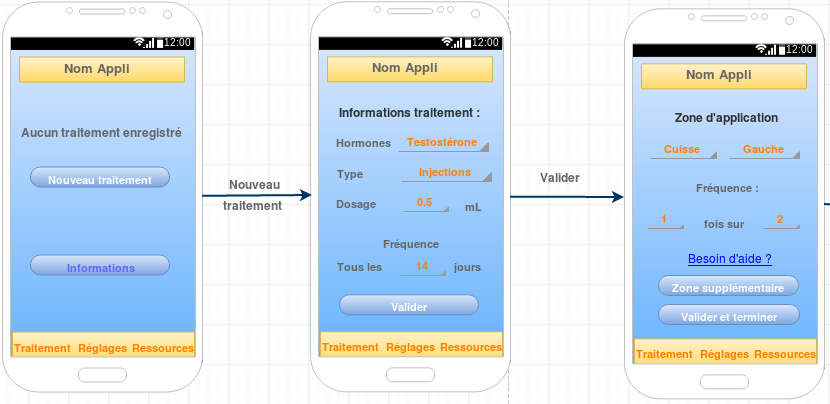 12:00
Nom Appli
Aucun traitement enregistré
Nouveau traitement
Informations
Traitement Réglages Ressources
Nouveau
traitement
12:00
Nom Appli
Informations traitement :
Hormones Testostérone
Type Injections
Dosage 0.5 mL
Fréquence
Tous les 14 jours
Valider
Traitement Réglages Ressources
Valider
12:00
Nom Appli
Zone d'application
Cuisse Gauche
Fréquence :
1 fois sur 2
Besoin d'aide ?
Zone supplémentaire
Valider et terminer
Traitement Réglages Ressources